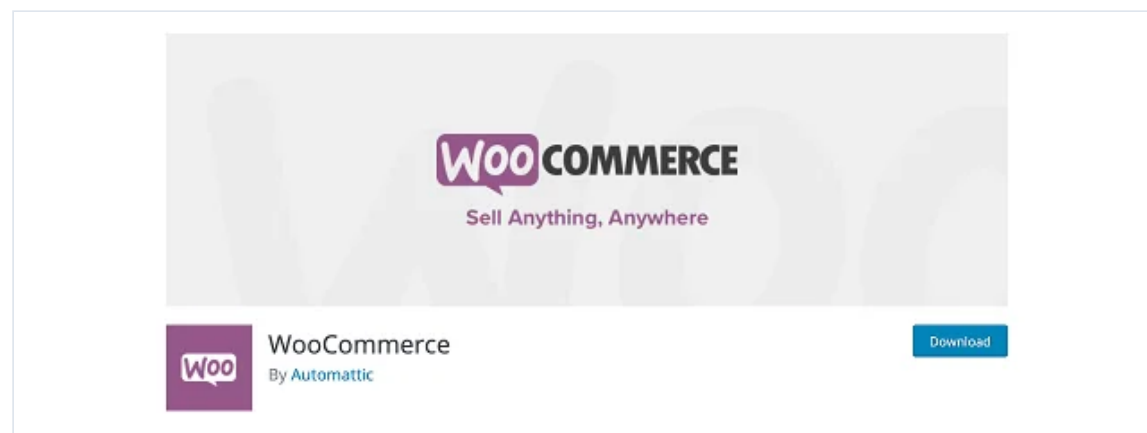 WOOCOMMERCE
Sell Anything, Anywhere
Woo
WooCommerce
By Automattic
Download